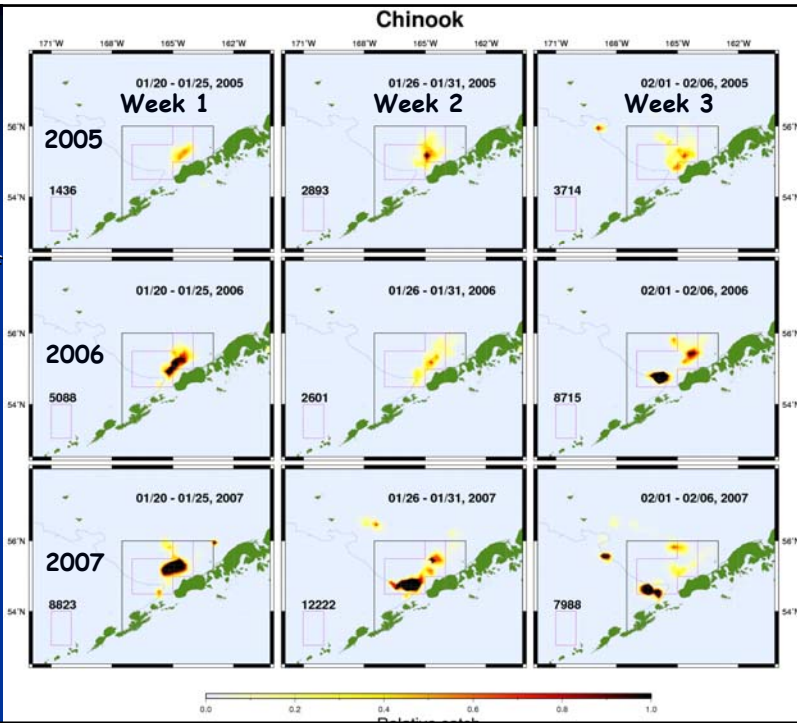 Chinook
171°W 168°W 165°W 162°W
171°W 168°W 165°W 162°W
171°W 168°W 165°W 162°W
01/20 - 01/25, 2005
Week 1
2005
56°N
54°N
1436
01/26 - 01/31, 2005
Week 2
2893
02/01 - 02/06, 2005
Week 3
56°N
54°N
3714
01/20 - 01/25, 2006
2006
56°N
54°N
5088
01/26 - 01/31, 2006
2601
02/01 - 02/06, 2006
56°N
54°N
8715
01/20 - 01/25, 2007
2007
56°N
54°N
8823
01/26 - 01/31, 2007
12222
02/01 - 02/06, 2007
56°N
54°N
7988
0.0 0.2 0.4 0.6 0.8 1.0
Relative catch